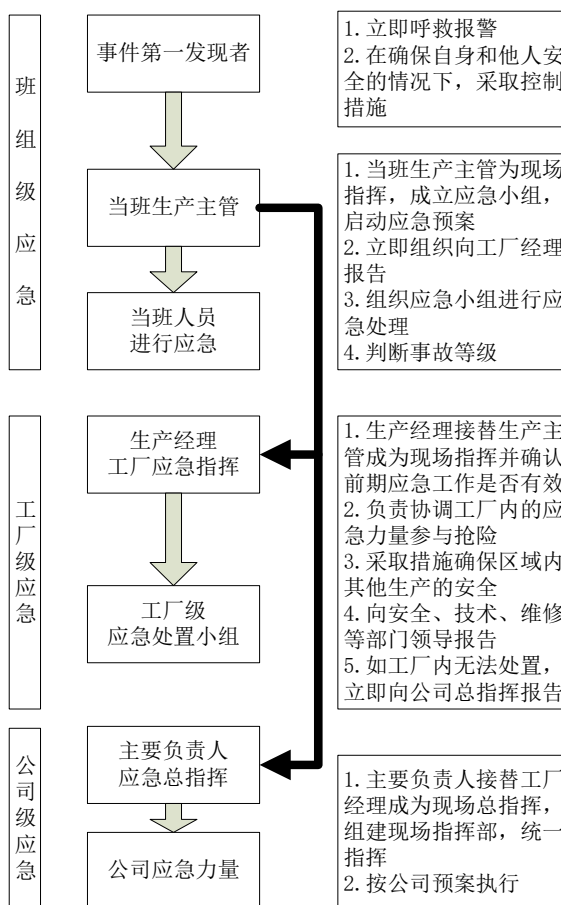 班组级应急
事件第一发现者
1.立即呼救报警
2.在确保自身和他人安
全的情况下，采取控制
措施
当班生产主管
1.当班生产主管为现场
指挥，成立应急小组，
启动应急预案
2.立即组织向工厂经理
报告
3.组织应急小组进行应
急处理
4.判断事故等级
当班人员
进行应急
工厂级应急
生产经理
工厂应急指挥
1.生产经理接替生产主
管成为现场指挥并确认
前期应急工作是否有效
2.负责协调工厂内的应
急力量参与抢险
3.采取措施确保区域内
其他生产的安全
4.向安全、技术、维修
等部门领导报告
5.如工厂内无法处置，
立即向公司总指挥报告
工厂级
应急处置小组
公司级应急
主要负责人
应急总指挥
1.主要负责人接替工厂
经理成为现场总指挥，
组建现场指挥部，统一
指挥
2.按公司预案执行
公司应急力量